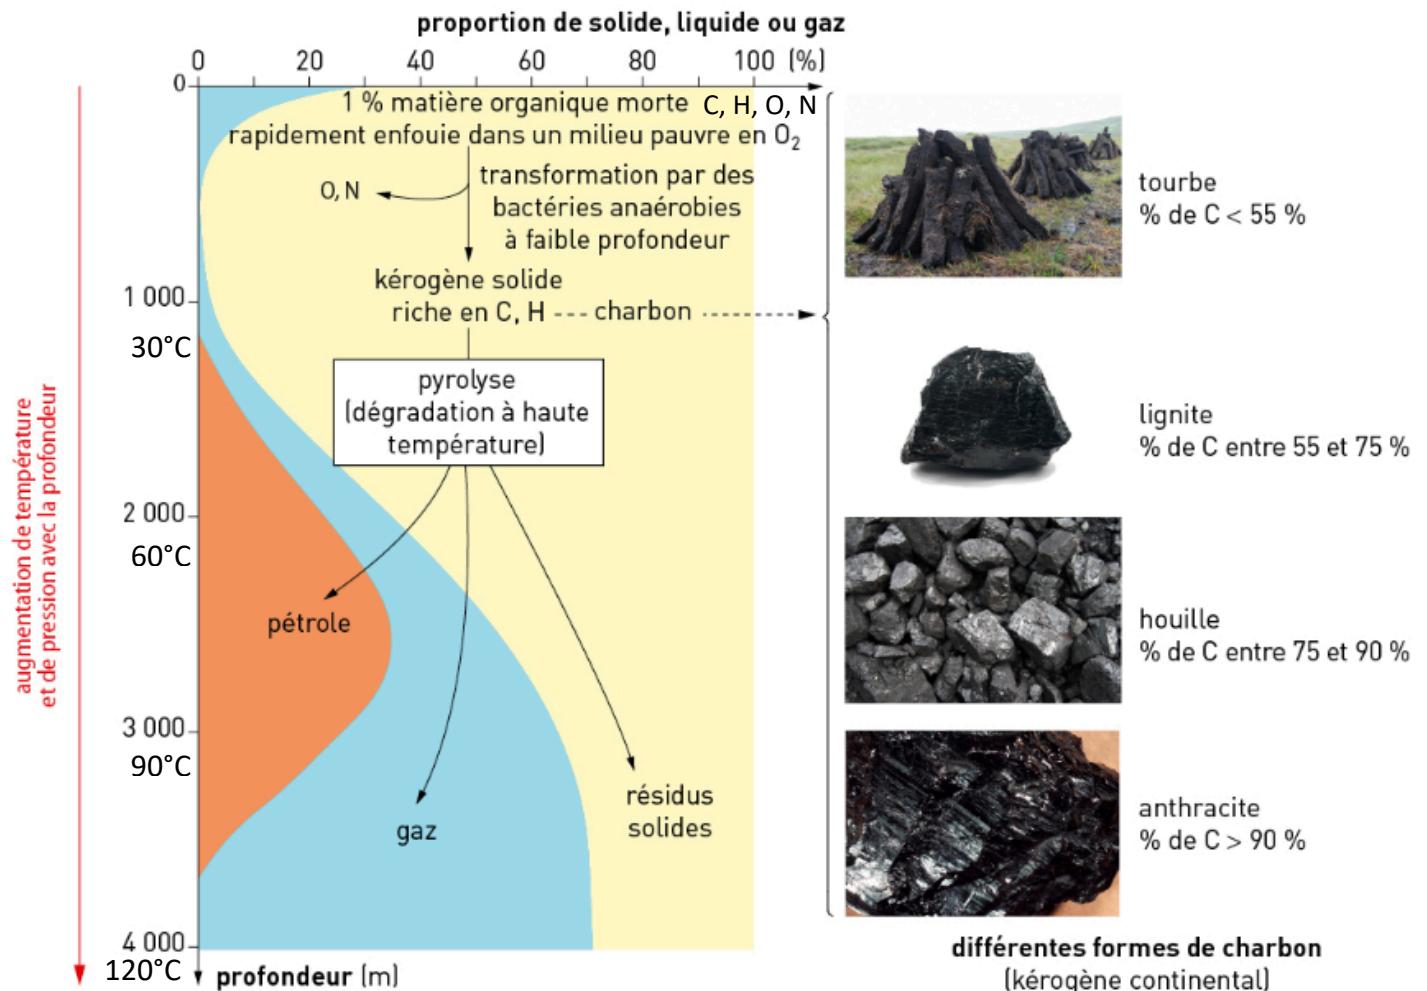 proportion de solide, liquide ou gaz
0 20 40 60 80 100 (%)
0
1 % matière organique morte C, H, O, N
rapidement enfouie dans un milieu pauvre en O₂
O, N
transformation par des
bactéries anaérobies
à faible profondeur
kérogène solide
riche en C, H
charbon
1 000
30°C
pyrolyse
(dégradation à haute
température)
2 000
60°C
pétrole
3 000
90°C
gaz
résidus
solides
4 000
120°C
profondeur (m)
augmentation de température
et de pression avec la profondeur
tourbe
% de C < 55 %
lignite
% de C entre 55 et 75 %
houille
% de C entre 75 et 90 %
anthracite
% de C > 90 %
différentes formes de charbon
(kérogène continental)